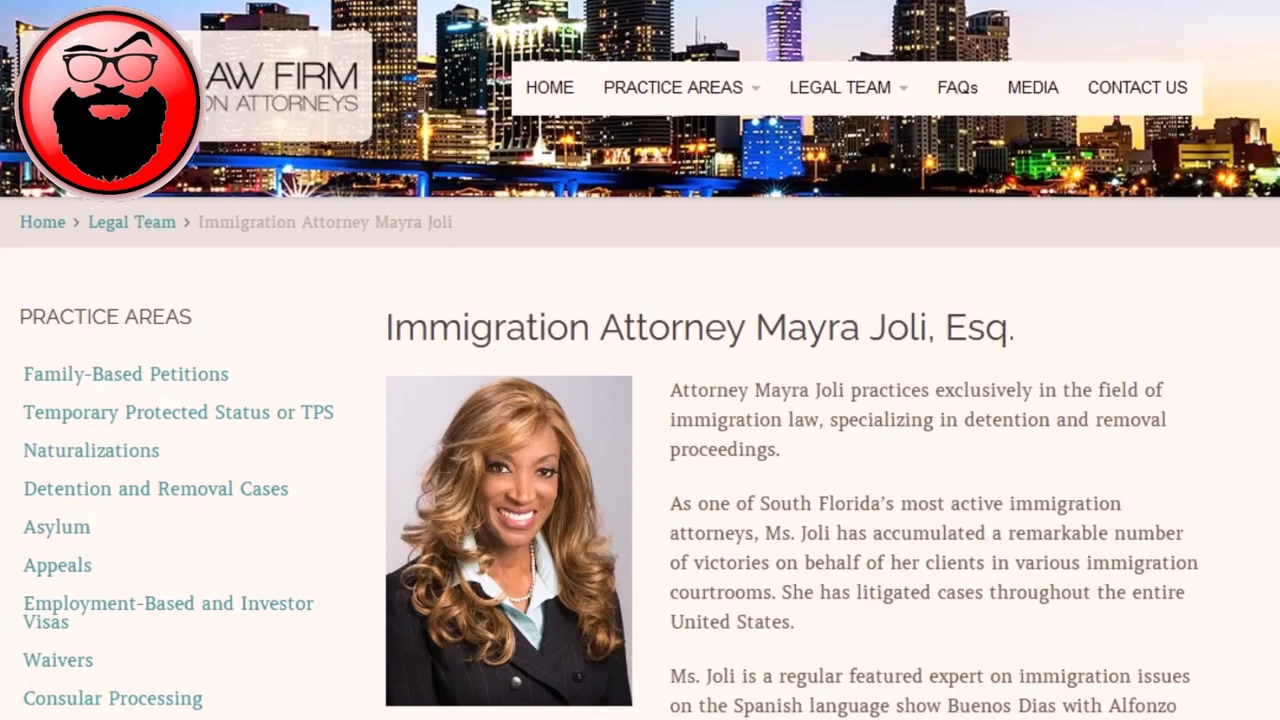 AW FIRM
ON ATTORNEYS
HOME PRACTICE AREAS LEGAL TEAM FAQs MEDIA CONTACT US
Home > Legal Team > Immigration Attorney Mayra Joli
PRACTICE AREAS
Family-Based Petitions
Temporary Protected Status or TPS
Naturalizations
Detention and Removal Cases
Asylum
Appeals
Employment-Based and Investor
Visas
Waivers
Consular Processing
Immigration Attorney Mayra Joli, Esq.
Attorney Mayra Joli practices exclusively in the field of
immigration law, specializing in detention and removal
proceedings.
As one of South Florida’s most active immigration
attorneys, Ms. Joli has accumulated a remarkable number
of victories on behalf of her clients in various immigration
courtrooms. She has litigated cases throughout the entire
United States.
Ms. Joli is a regular featured expert on immigration issues
on the Spanish language show Buenos Dias with Alfonzo